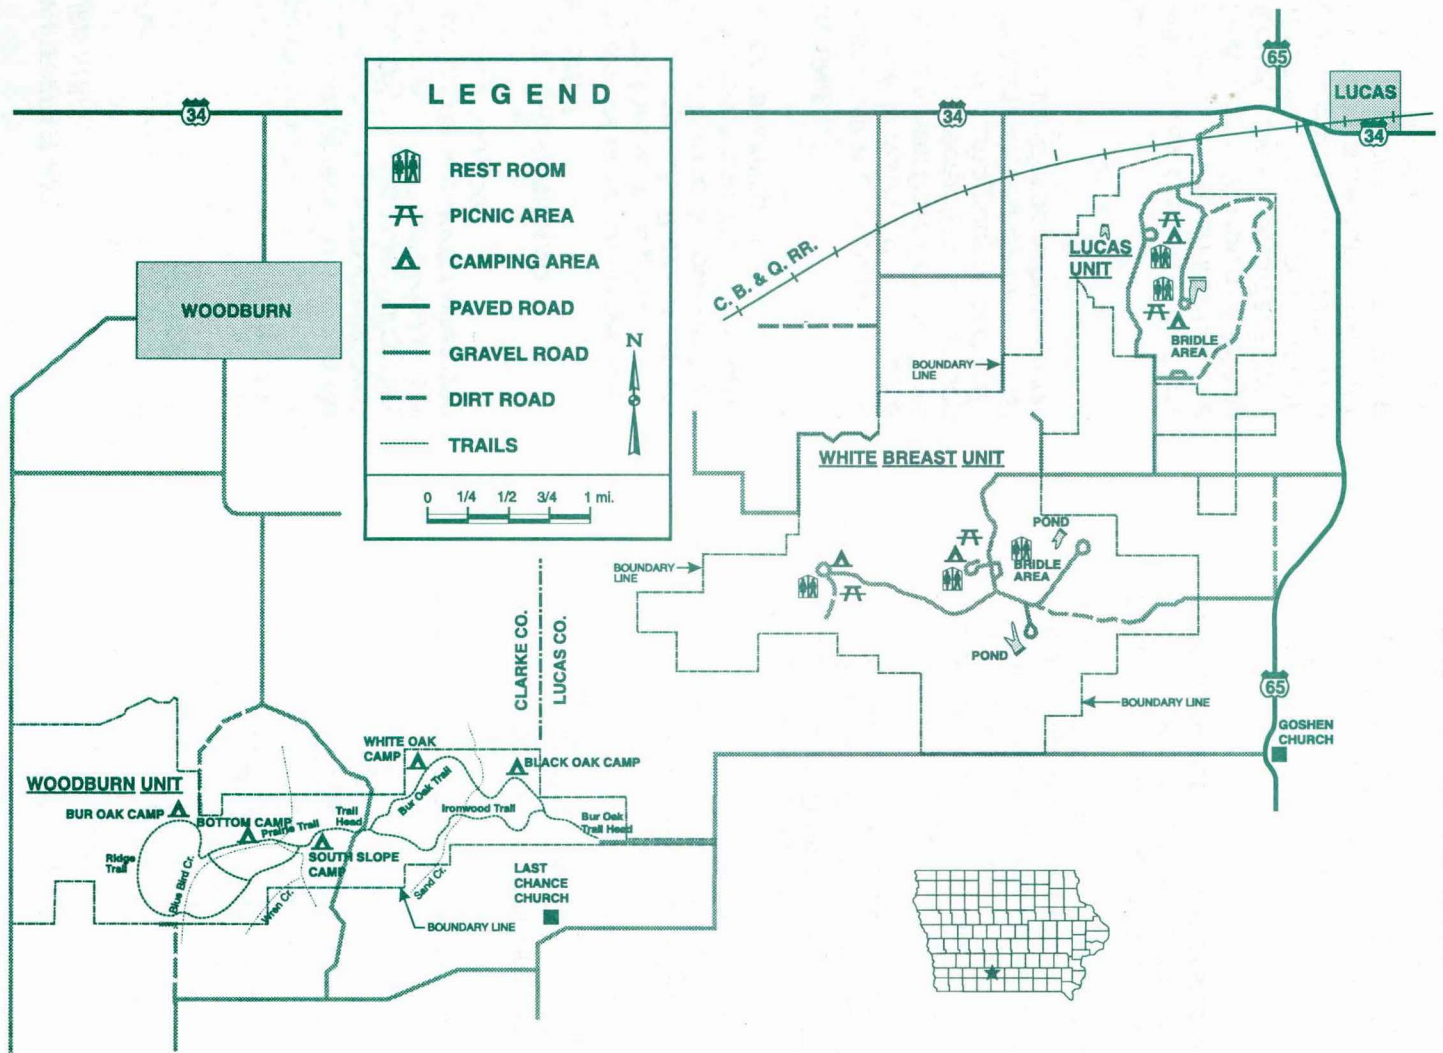 LEGEND
REST ROOM
PICNIC AREA
CAMPING AREA
PAVED ROAD
GRAVEL ROAD
DIRT ROAD
TRAILS
N
0 1/4 1/2 3/4 1 mi.
34
WOODBURN
34
65
LUCAS
34
C. B. & Q. RR.
LUCAS
UNIT
BRIDLE
AREA
BOUNDARY
LINE
WHITE BREAST UNIT
POND
BRIDLE
AREA
BOUNDARY
LINE
POND
BOUNDARY LINE
65
GOSHEN
CHURCH
CLARKE CO.
LUCAS CO.
WOODBURN UNIT
WHITE OAK
CAMP
BLACK OAK CAMP
BUR OAK CAMP
BOTTOM CAMP
Prairie Trail
Trail
Head
Bur Oak Trail
Ironwood Trail
Bur Oak
Trail Head
Ridge
Trail
Blue Bird Cr.
SOUTH SLOPE
CAMP
Wren Cr.
Sand Cr.
BOUNDARY LINE
LAST
CHANCE
CHURCH